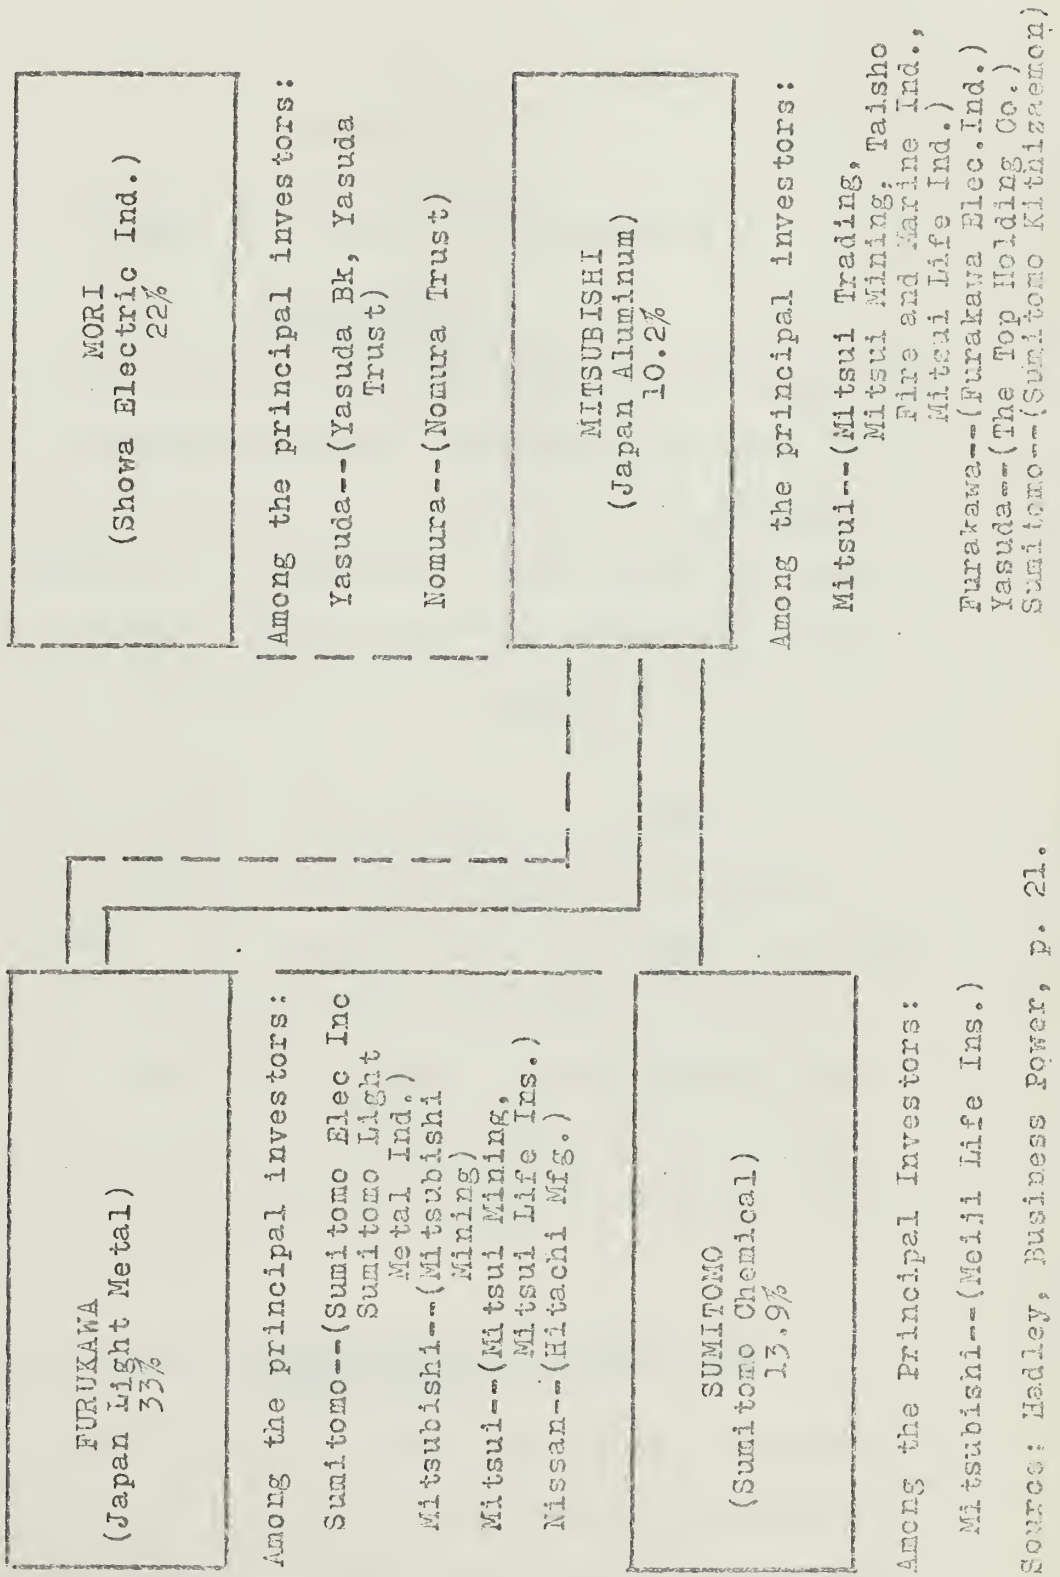 FURUKAWA
(Japan Light Metal)
33%
Among the principal investors:
Sumitomo--(Sumitomo Elec Inc
Sumitomo Light
Metal Ind.)
Mitsubishi--(Mitsubishi
Mining)
Mitsui--(Mitsui Mining,
Mitsui Life Ins.)
Nissan--(Hitachi Mfg.)
SUMITOMO
(Sumitomo Chemical)
13.9%
Among the Principal Investors:
Mitsubishi--(Meiji Life Ins.)
MORI
(Showa Electric Ind.)
22%
Among the principal investors:
Yasuda--(Yasuda Bk, Yasuda
Trust)
Nomura--(Nomura Trust)
MITSUBISHI
(Japan Aluminum)
10.2%
Among the principal investors:
Mitsui--(Mitsui Trading,
Mitsui Mining, Taisho
Fire and Marine Ind.,
Mitsui Life Ind.)
Furakawa--(Furakawa Elec.Ind.)
Yasuda--(The Top Holding Co.)
Sumitomo--(Sumitomo Kithizaemon)
Source: Hadley, Business Power, p. 21.